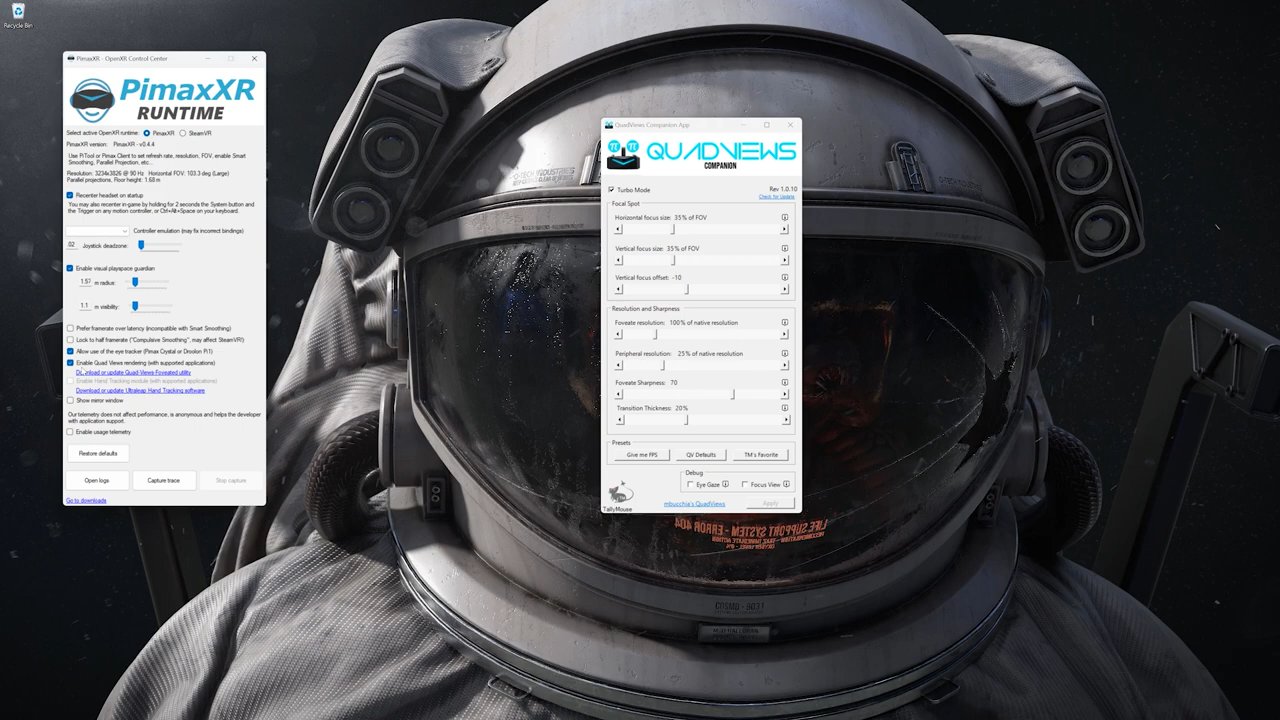 Recycle Bin
PimaxXR - OpenXR Control Center
PimaxXR
RUNTIME
Select active OpenXR runtime: PimaxXR SteamVR
PimaxXR version: PimaxXR - v0.4.4
Use PiTool or Pimax Client to set refresh rate, resolution, FOV, enable Smart
Smoothing, Parallel Projection, etc...
Resolution: 3234x3826 @ 90 Hz Horizontal FOV: 103.3 deg (Large)
Parallel projections, Floor height: 1.68 m
Recenter headset on startup
You may also recenter in-game by holding for 2 seconds the System button and
the Trigger on any motion controller, or Ctrl+Alt+Space on your keyboard.
Controller emulation (may fix incorrect bindings)
.02 Joystick deadzone:
Enable visual playspace guardian
m radius:
1.1 m visibility:
Prefer framerate over latency (incompatible with Smart Smoothing)
Lock to half framerate ("Compulsive Smoothing", may affect SteamVR!)
Allow use of the eye tracker (Pimax Crystal or Droolon Pi1)
Enable Quad Views rendering (with supported applications)
Download or update Quad-Views Foveated utility
Enable Hand Tracking module (with supported applications)
Download or update Ultraleap Hand Tracking software
Show mirror window
Our telemetry does not affect performance, is anonymous and helps the developer
with application support.
Enable usage telemetry
Restore defaults
Open logs Capture trace Stop capture
Go to downloads
QuadViews Companion App
QUADVIEWS
COMPANION
Turbo Mode Rev 1.0.10
Check for Update
Focal Spot
Horizontal focus size: 35% of FOV
Vertical focus size: 35% of FOV
Vertical focus offset: -10
Resolution and Sharpness
Foveate resolution: 100% of native resolution
Peripheral resolution: 25% of native resolution
Foveate Sharpness: 70
Transition Thickness: 20%
Presets
Give me FPS QV Defaults TM's Favorite
Debug
Eye Gaze Focus View
TallyMouse mbucchia's QuadViews Apply
LIFE SUPPORT SYSTEM - ERROR 404